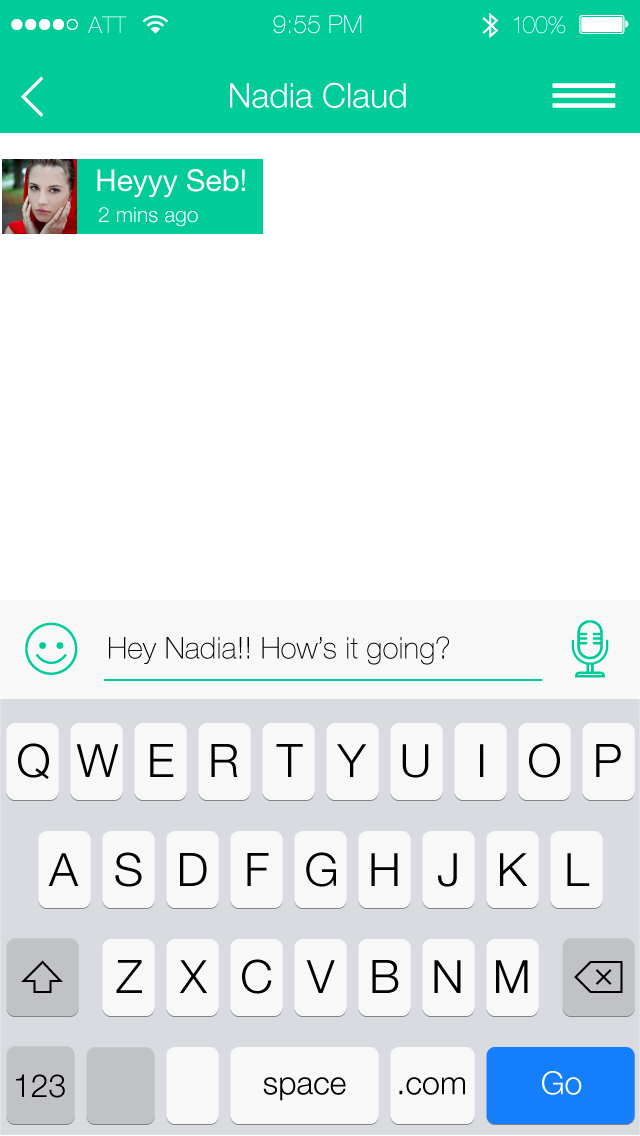 ATT 9:55 PM 100%
Nadia Claud
Heyyy Seb!
2 mins ago
Hey Nadia!! How’s it going?
Q W E R T Y U I O P
A S D F G H J K L
Z X C V B N M
123 space .com Go